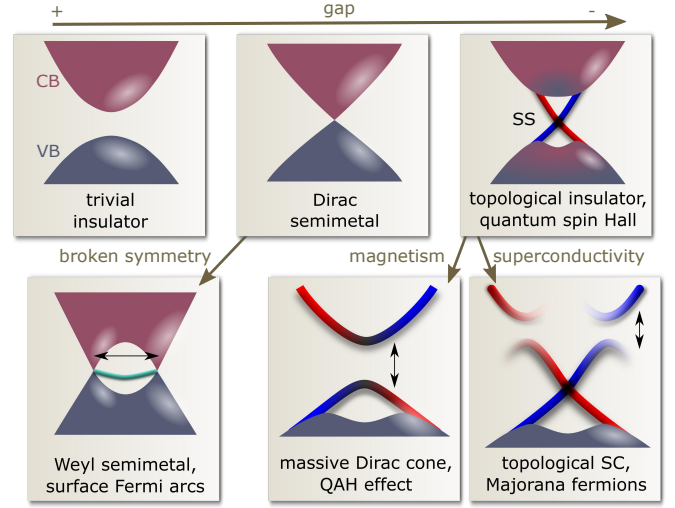 + gap -
CB
VB
SS
trivial
insulator
Dirac
semimetal
topological insulator,
quantum spin Hall
broken symmetry
magnetism
superconductivity
Weyl semimetal,
surface Fermi arcs
massive Dirac cone,
QAH effect
topological SC,
Majorana fermions